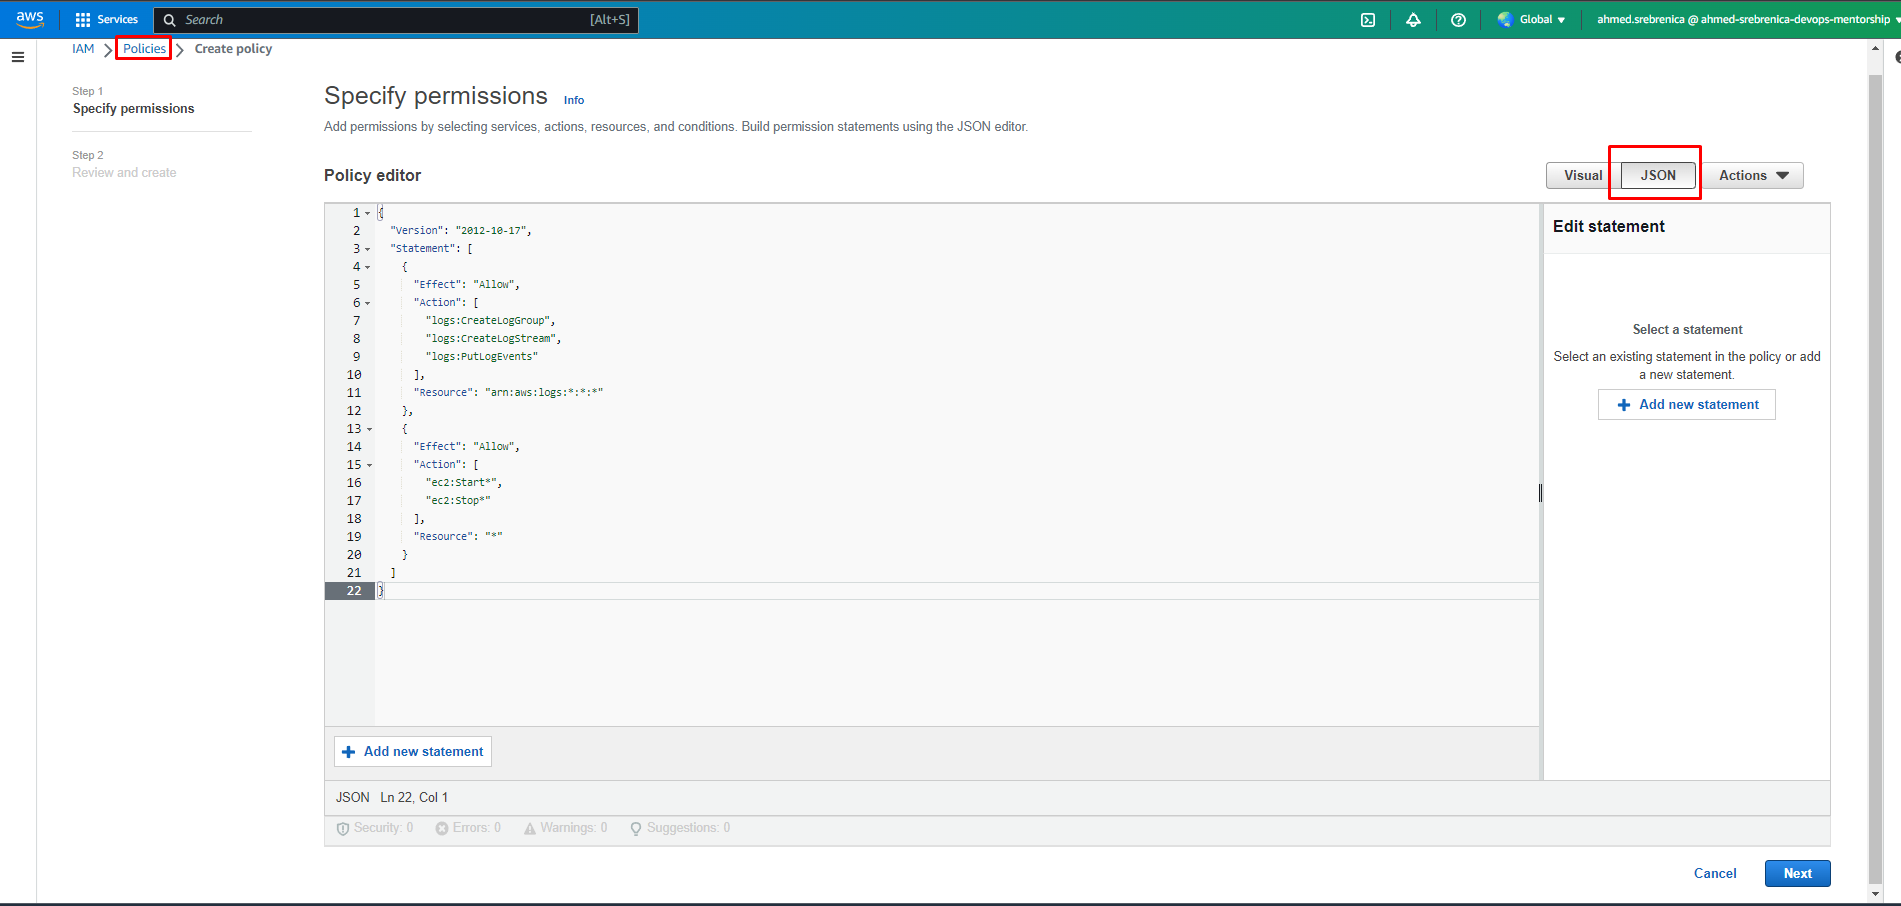 aws Services Search [Alt+S] Global ahmed.srebrenica @ ahmed-srebrenica-devops-mentorship
IAM Policies Create policy
Step 1
Specify permissions
Step 2
Review and create
Specify permissions Info
Add permissions by selecting services, actions, resources, and conditions. Build permission statements using the JSON editor.
Policy editor
Visual JSON Actions
1 {
2 "Version": "2012-10-17",
3 "Statement": [
4 {
5 "Effect": "Allow",
6 "Action": [
7 "logs:CreateLogGroup",
8 "logs:CreateLogStream",
9 "logs:PutLogEvents"
10 ],
11 "Resource": "arn:aws:logs:*:*:*"
12 },
13 {
14 "Effect": "Allow",
15 "Action": [
16 "ec2:Start*",
17 "ec2:Stop*"
18 ],
19 "Resource": "*"
20 }
21 ]
22 }
Edit statement
Select a statement
Select an existing statement in the policy or add
a new statement.
+ Add new statement
+ Add new statement
JSON Ln 22, Col 1
Security: 0 Errors: 0 Warnings: 0 Suggestions: 0
Cancel Next